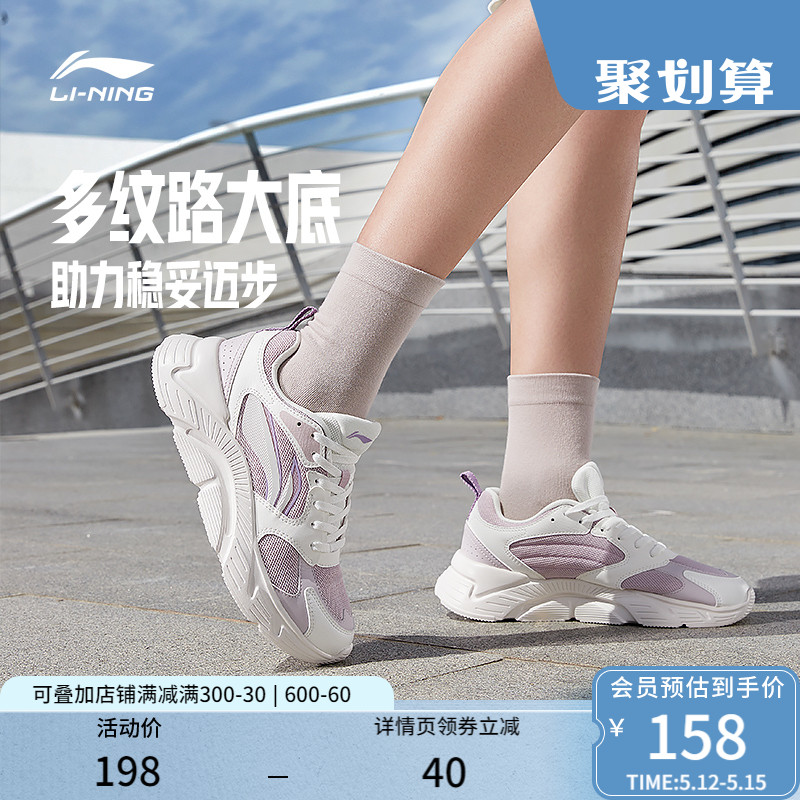 LI-NING
聚划算
多纹路大底
助力稳妥迈步
可叠加店铺满减满300-30 | 600-60
活动价
198
–
详情页领券立减
40
会员预估到手价
¥ 158
TIME:5.12-5.15